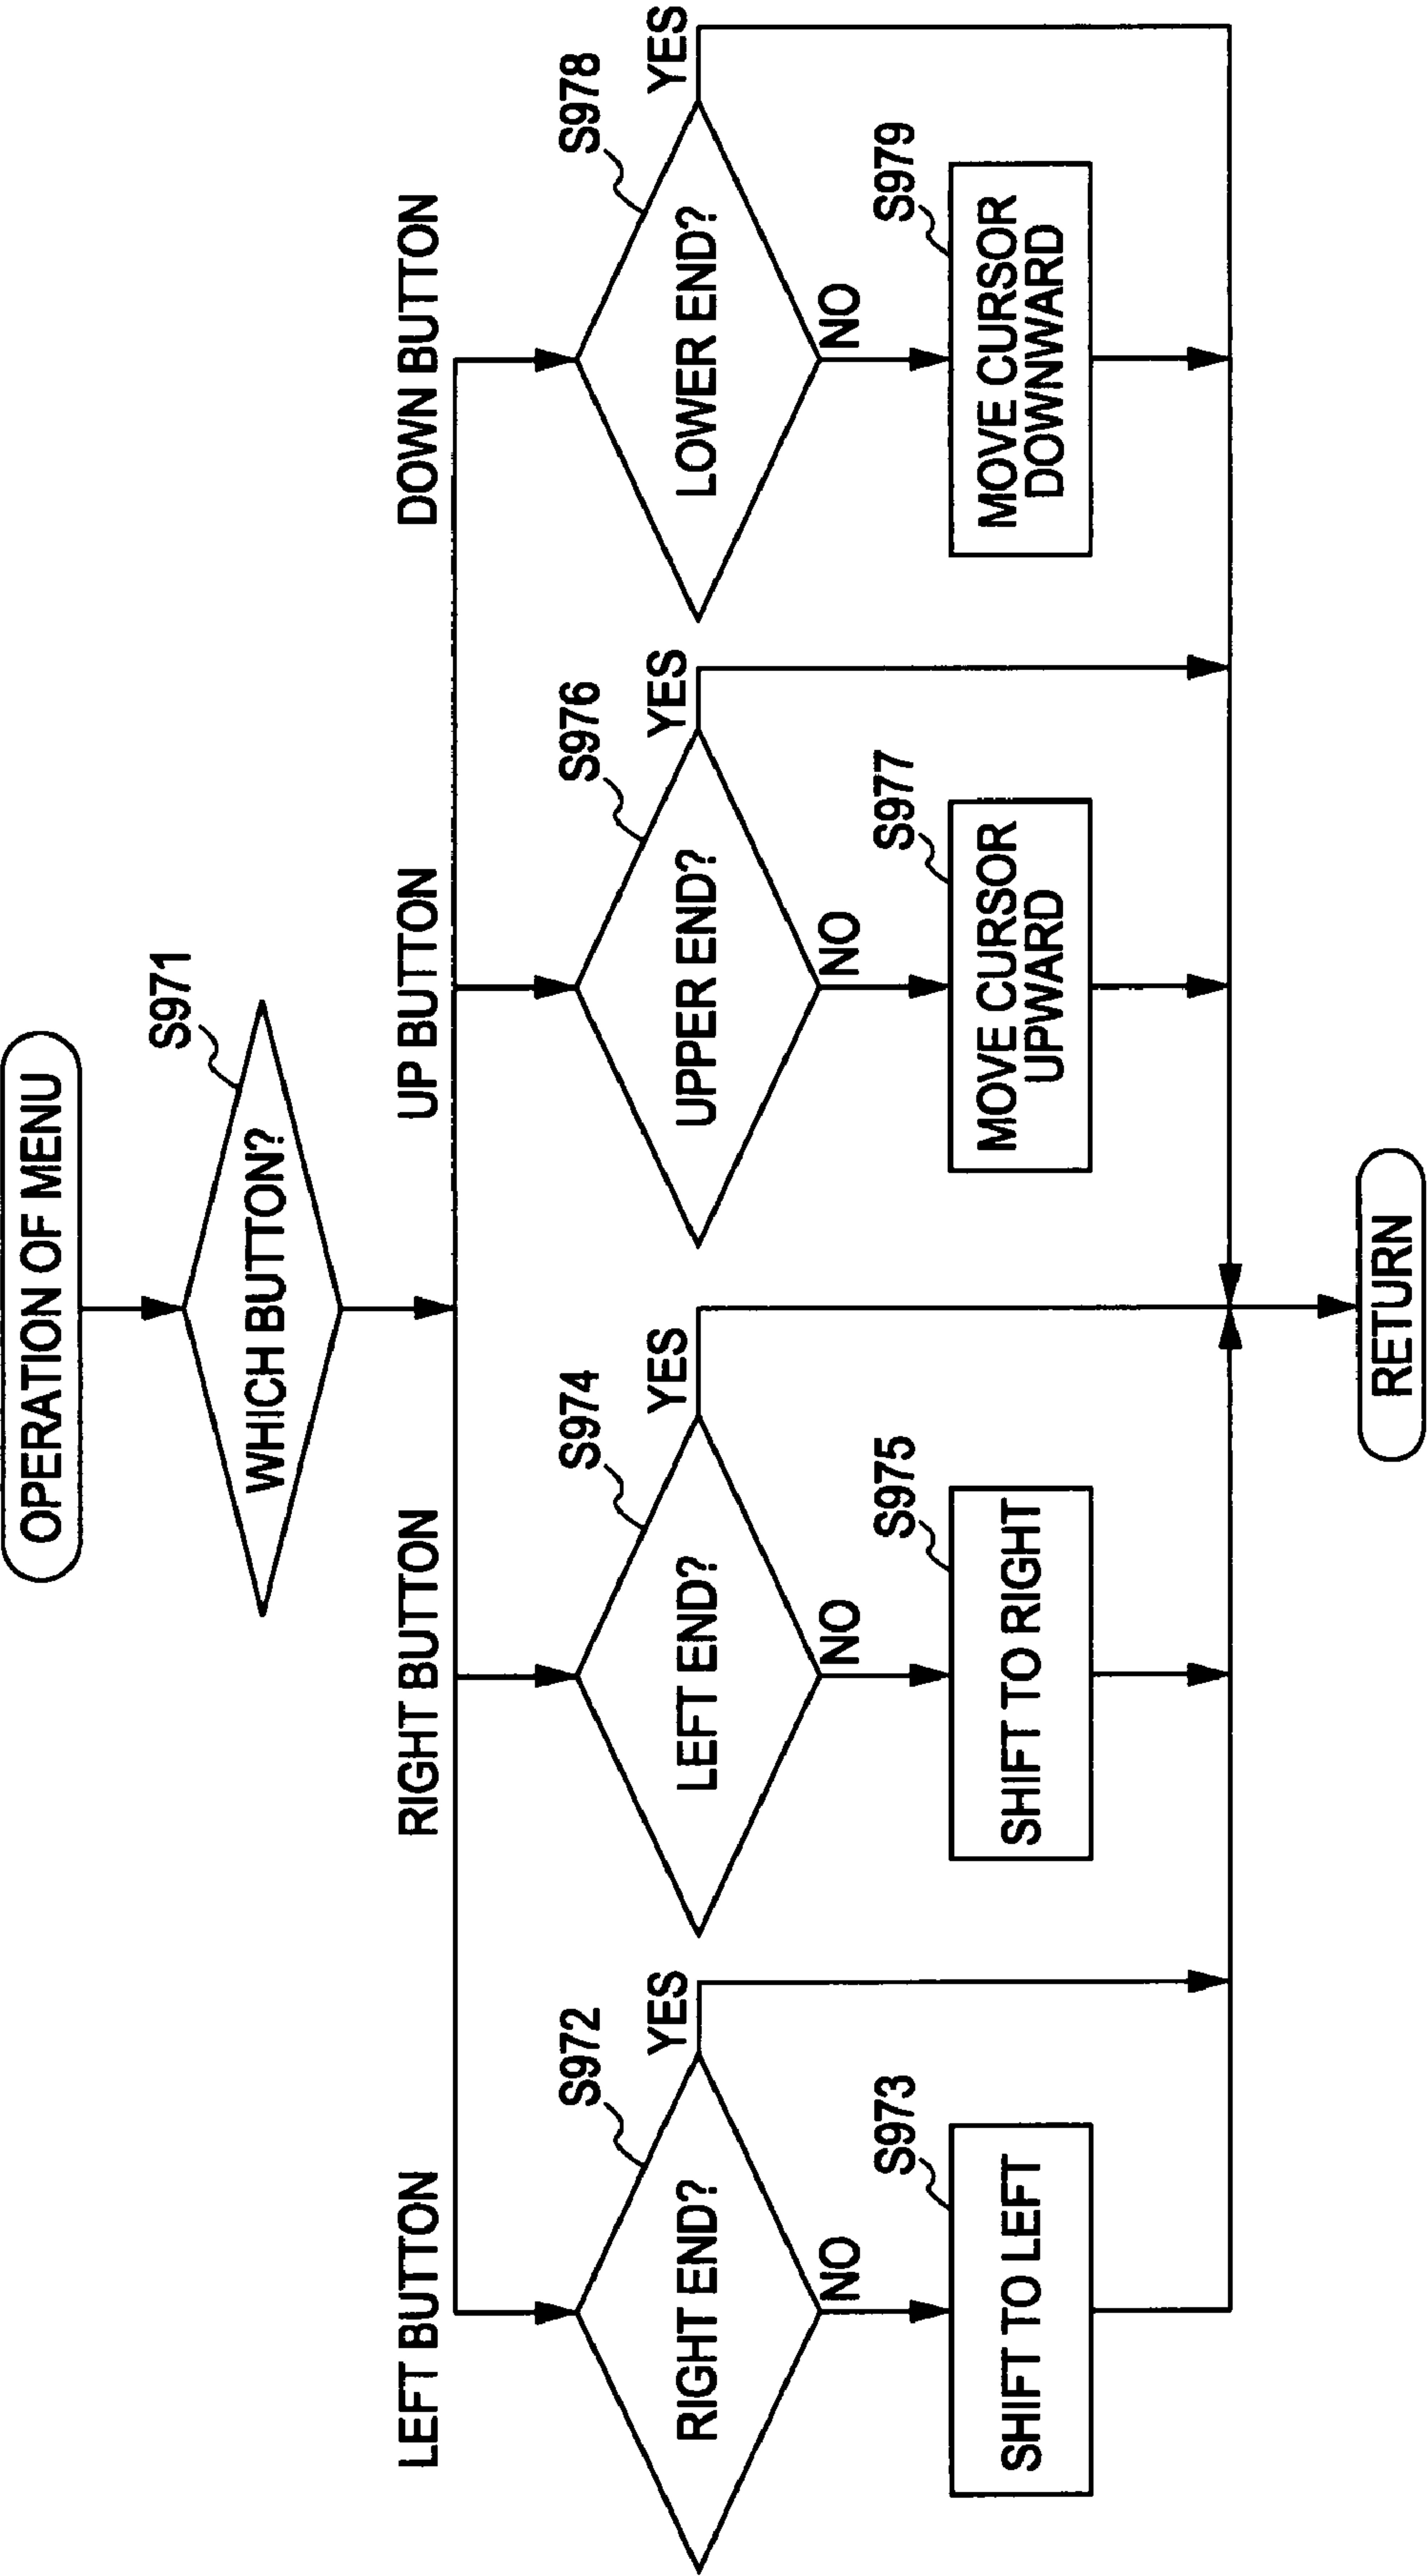 OPERATION OF MENU
S971
WHICH BUTTON?
LEFT BUTTON
RIGHT BUTTON
UP BUTTON
DOWN BUTTON
S972
RIGHT END?
YES
NO
S973
SHIFT TO LEFT
S974
LEFT END?
YES
NO
S975
SHIFT TO RIGHT
S976
UPPER END?
YES
NO
S977
MOVE CURSOR
UPWARD
S978
LOWER END?
YES
NO
S979
MOVE CURSOR
DOWNWARD
RETURN